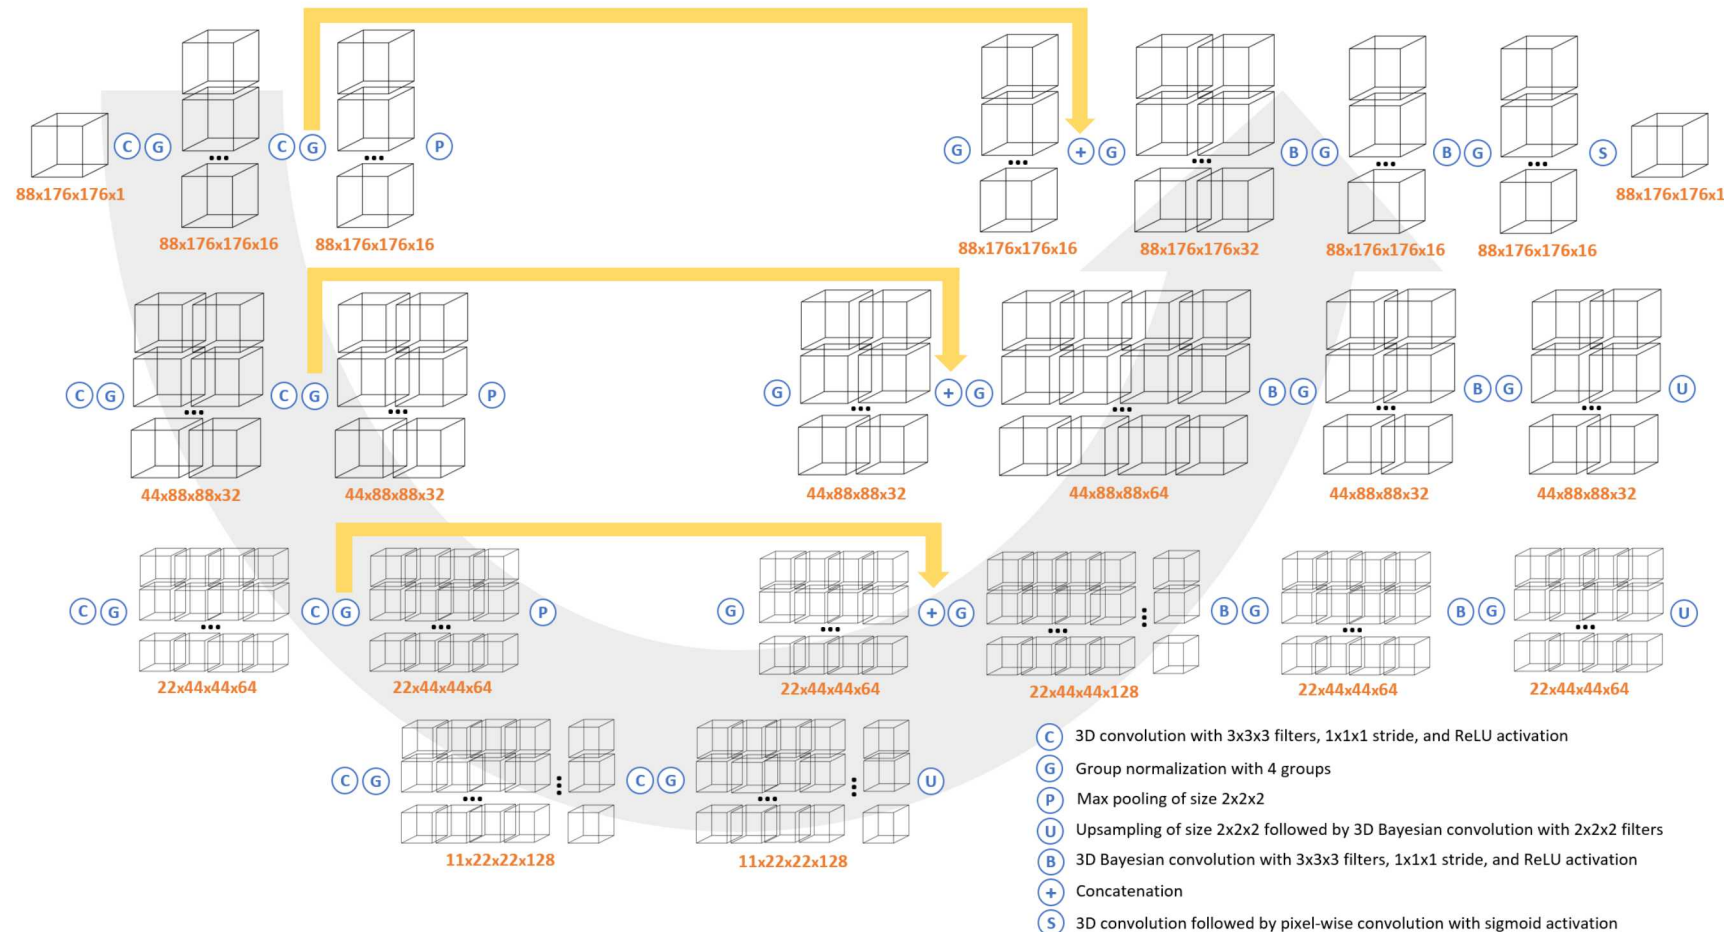 C G C G P G + G B G B G S
88x176x176x1
88x176x176x16 88x176x176x16 88x176x176x16 88x176x176x32 88x176x176x16 88x176x176x16
88x176x176x1
C G C G P G + G B G B G U
44x88x88x32 44x88x88x32 44x88x88x32 44x88x88x64 44x88x88x32 44x88x88x32
C G C G P G + G B G B G U
22x44x44x64 22x44x44x64 22x44x44x64 22x44x44x128 22x44x44x64 22x44x44x64
C G C G U
11x22x22x128 11x22x22x128
C 3D convolution with 3x3x3 filters, 1x1x1 stride, and ReLU activation
G Group normalization with 4 groups
P Max pooling of size 2x2x2
U Upsampling of size 2x2x2 followed by 3D Bayesian convolution with 2x2x2 filters
B 3D Bayesian convolution with 3x3x3 filters, 1x1x1 stride, and ReLU activation
+ Concatenation
S 3D convolution followed by pixel-wise convolution with sigmoid activation